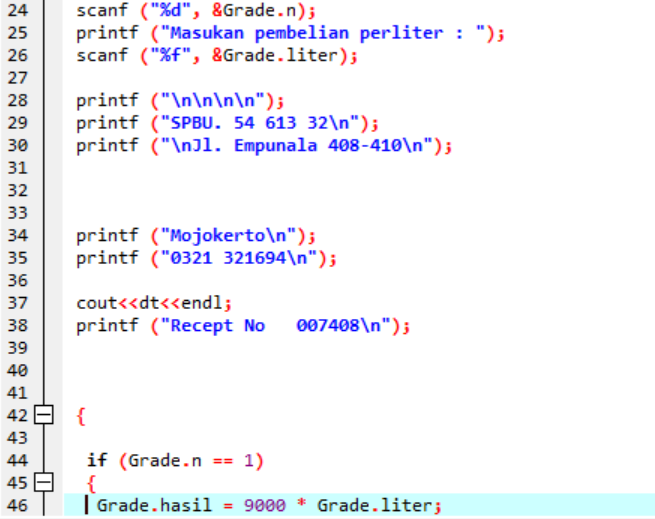 24 scanf ("%d", &Grade.n);
25 printf ("Masukan pembelian perliter : ");
26 scanf ("%f", &Grade.liter);
27
28 printf ("\n\n\n\n");
29 printf ("SPBU. 54 613 32\n");
30 printf ("\nJl. Empunala 408-410\n");
31
32
33
34 printf ("Mojokerto\n");
35 printf ("0321 321694\n");
36
37 cout<<dt<<endl;
38 printf ("Recept No   007408\n");
39
40
41
42 {
43
44 if (Grade.n == 1)
45 {
46 Grade.hasil = 9000 * Grade.liter;